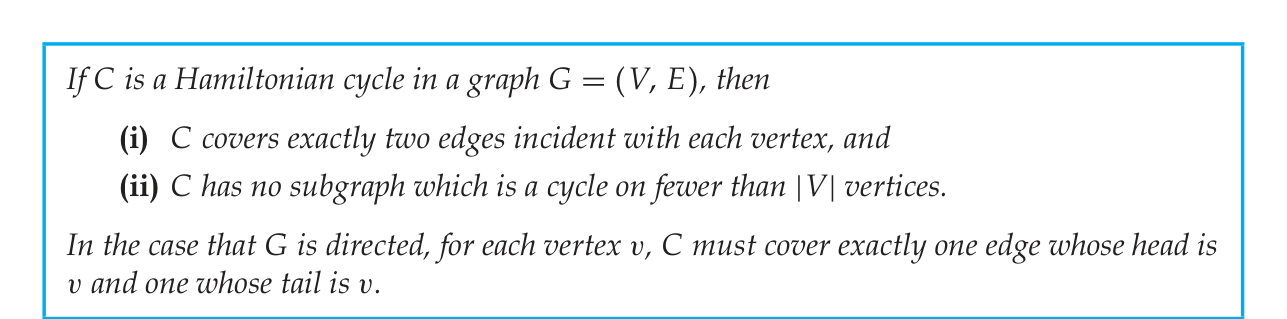 If C is a Hamiltonian cycle in a graph G = (V, E), then
(i) C covers exactly two edges incident with each vertex, and
(ii) C has no subgraph which is a cycle on fewer than |V| vertices.
In the case that G is directed, for each vertex v, C must cover exactly one edge whose head is
v and one whose tail is v.